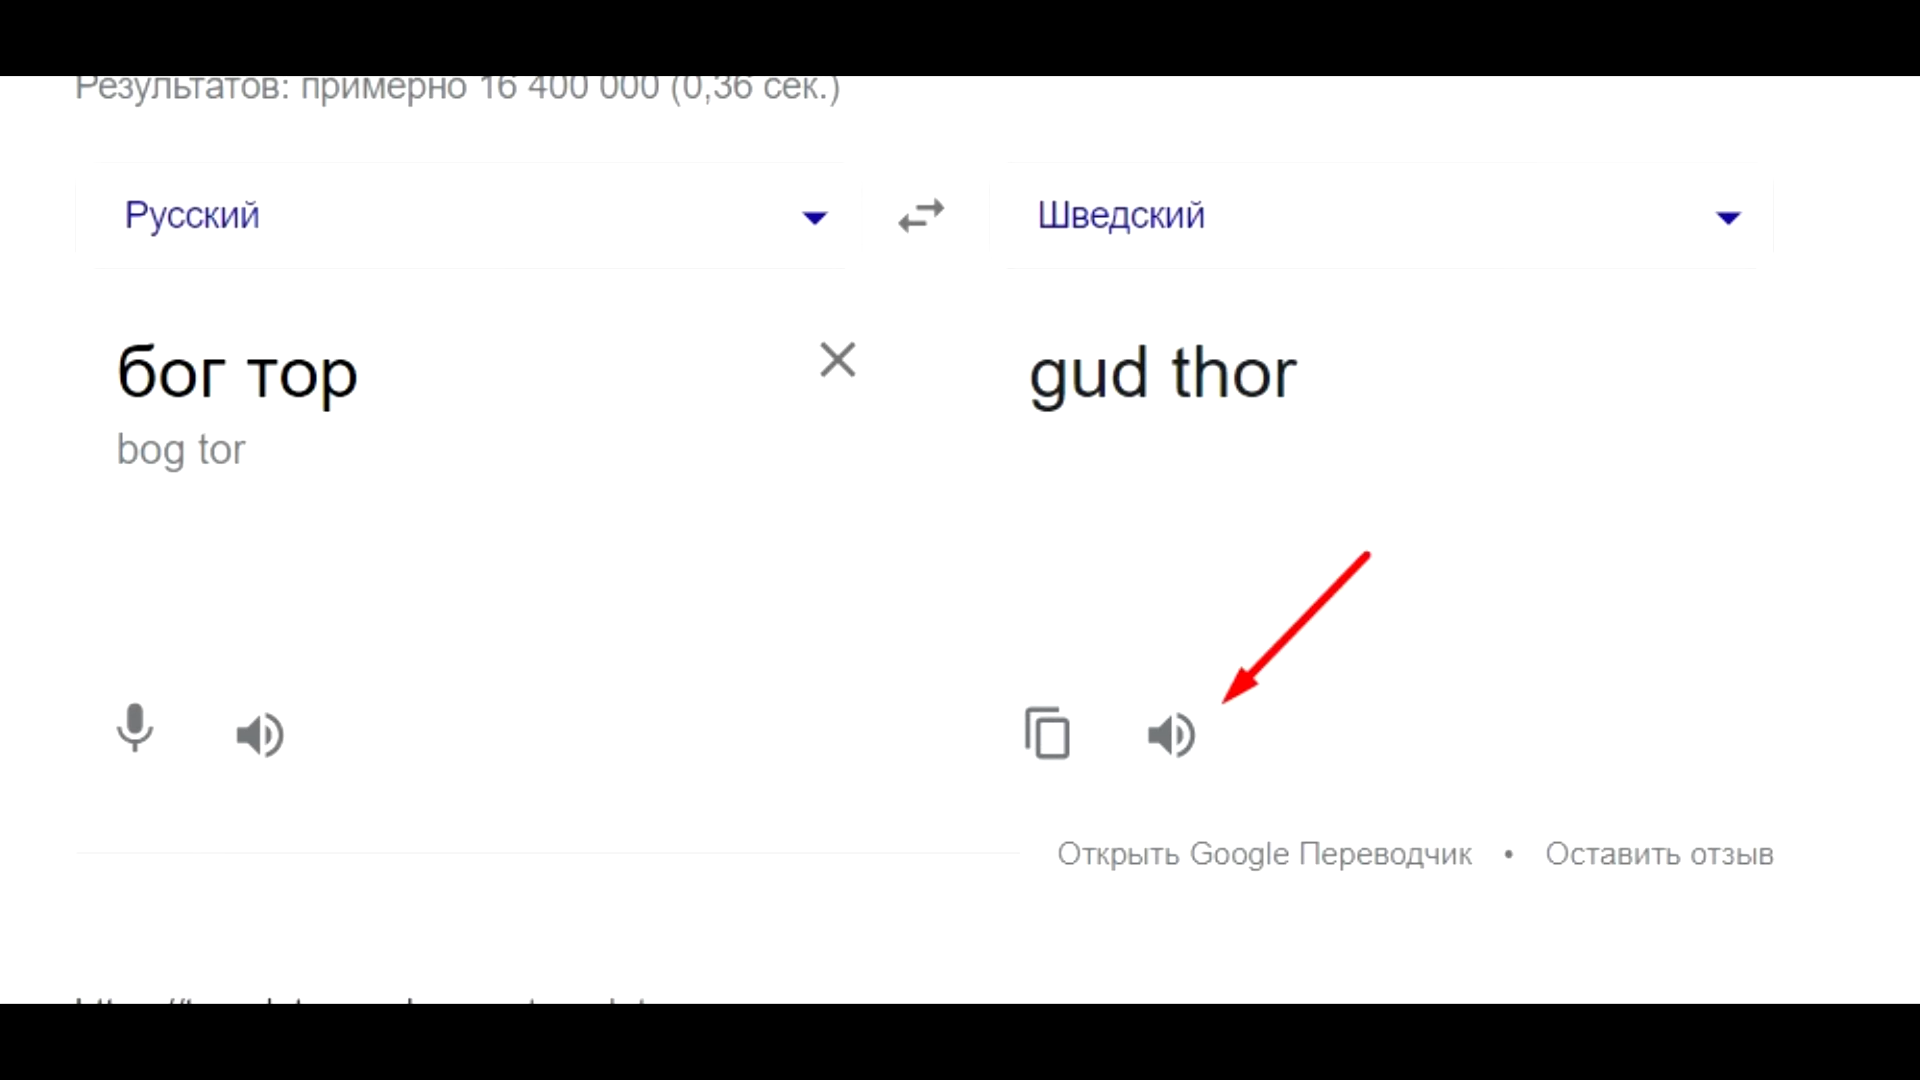 Результатов: примерно 16 400 000 (0,36 сек.)
Русский
Шведский
бог тор
gud thor
bog tor
Открыть Google Переводчик • Оставить отзыв